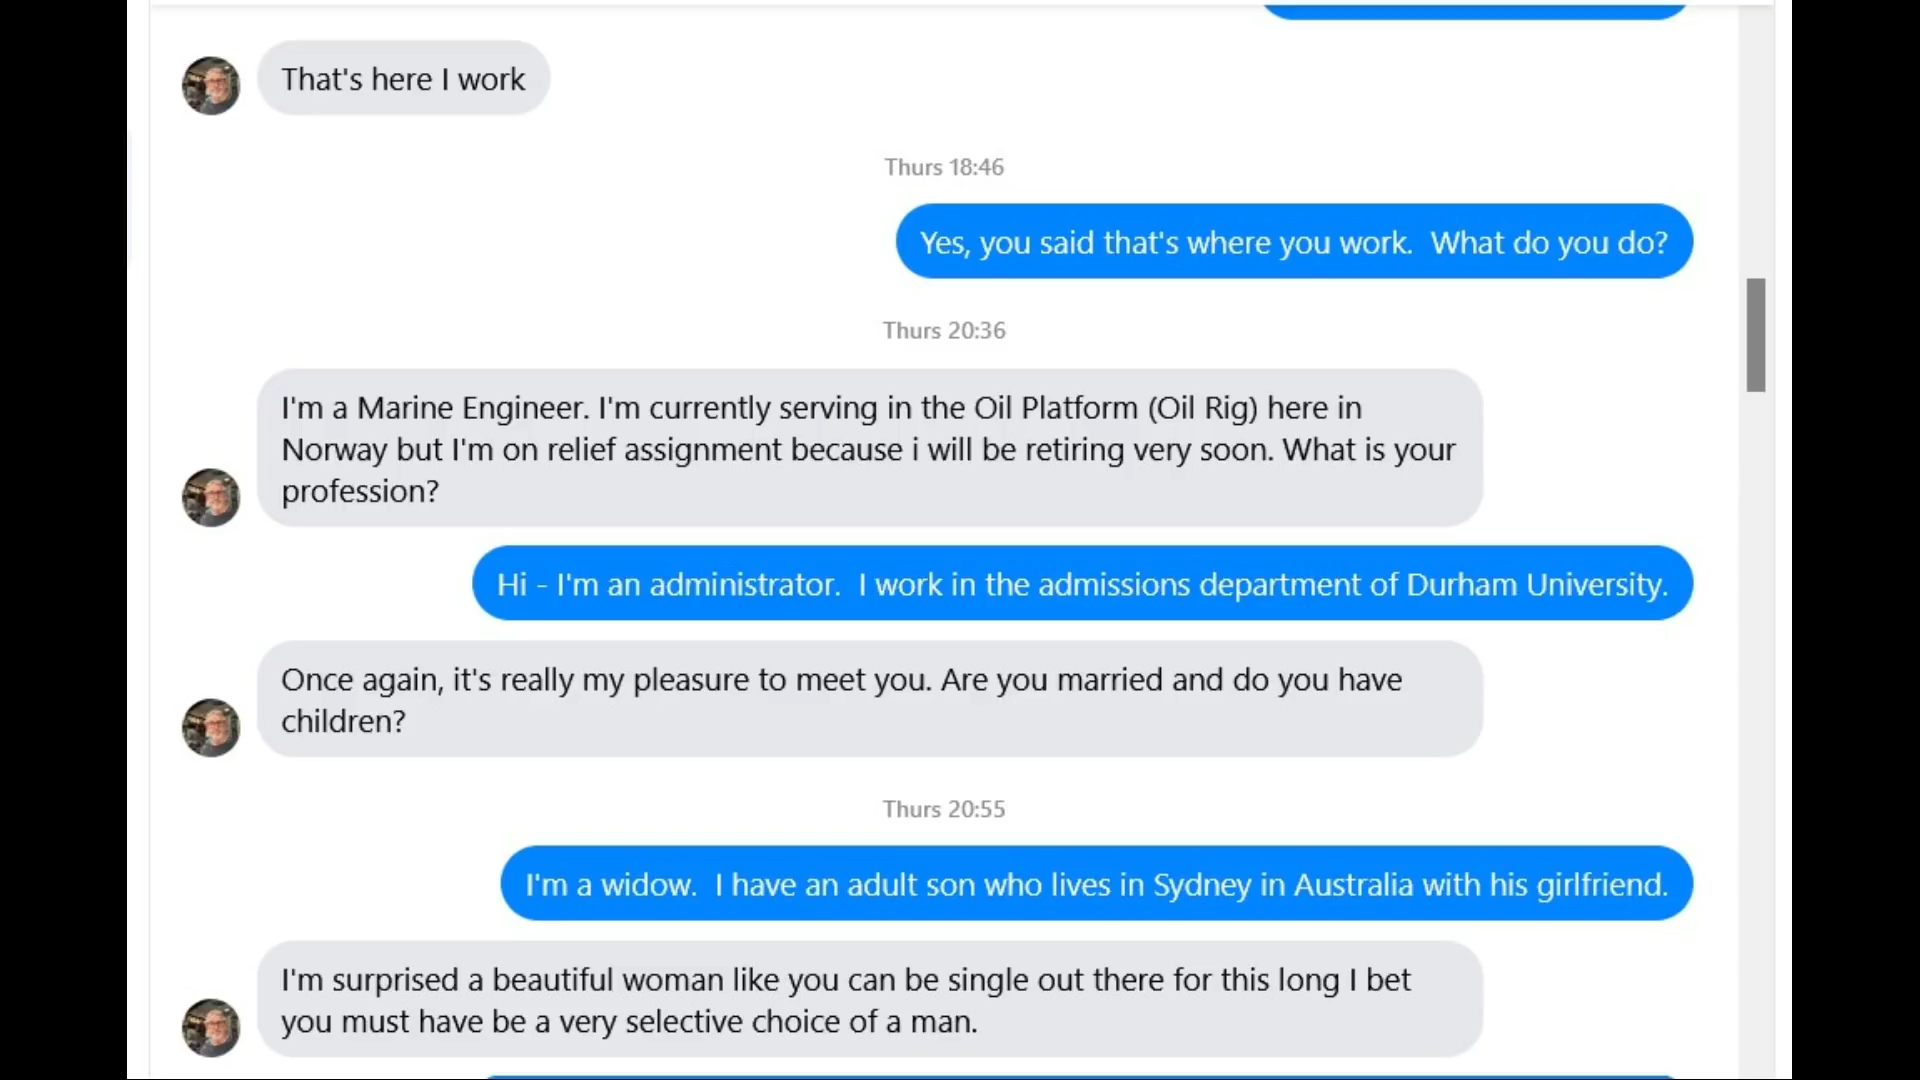 That's here I work
Thurs 18:46
Yes, you said that's where you work.  What do you do?
Thurs 20:36
I'm a Marine Engineer. I'm currently serving in the Oil Platform (Oil Rig) here in
Norway but I'm on relief assignment because i will be retiring very soon. What is your
profession?
Hi - I'm an administrator.  I work in the admissions department of Durham University.
Once again, it's really my pleasure to meet you. Are you married and do you have
children?
Thurs 20:55
I'm a widow.  I have an adult son who lives in Sydney in Australia with his girlfriend.
I'm surprised a beautiful woman like you can be single out there for this long I bet
you must have be a very selective choice of a man.